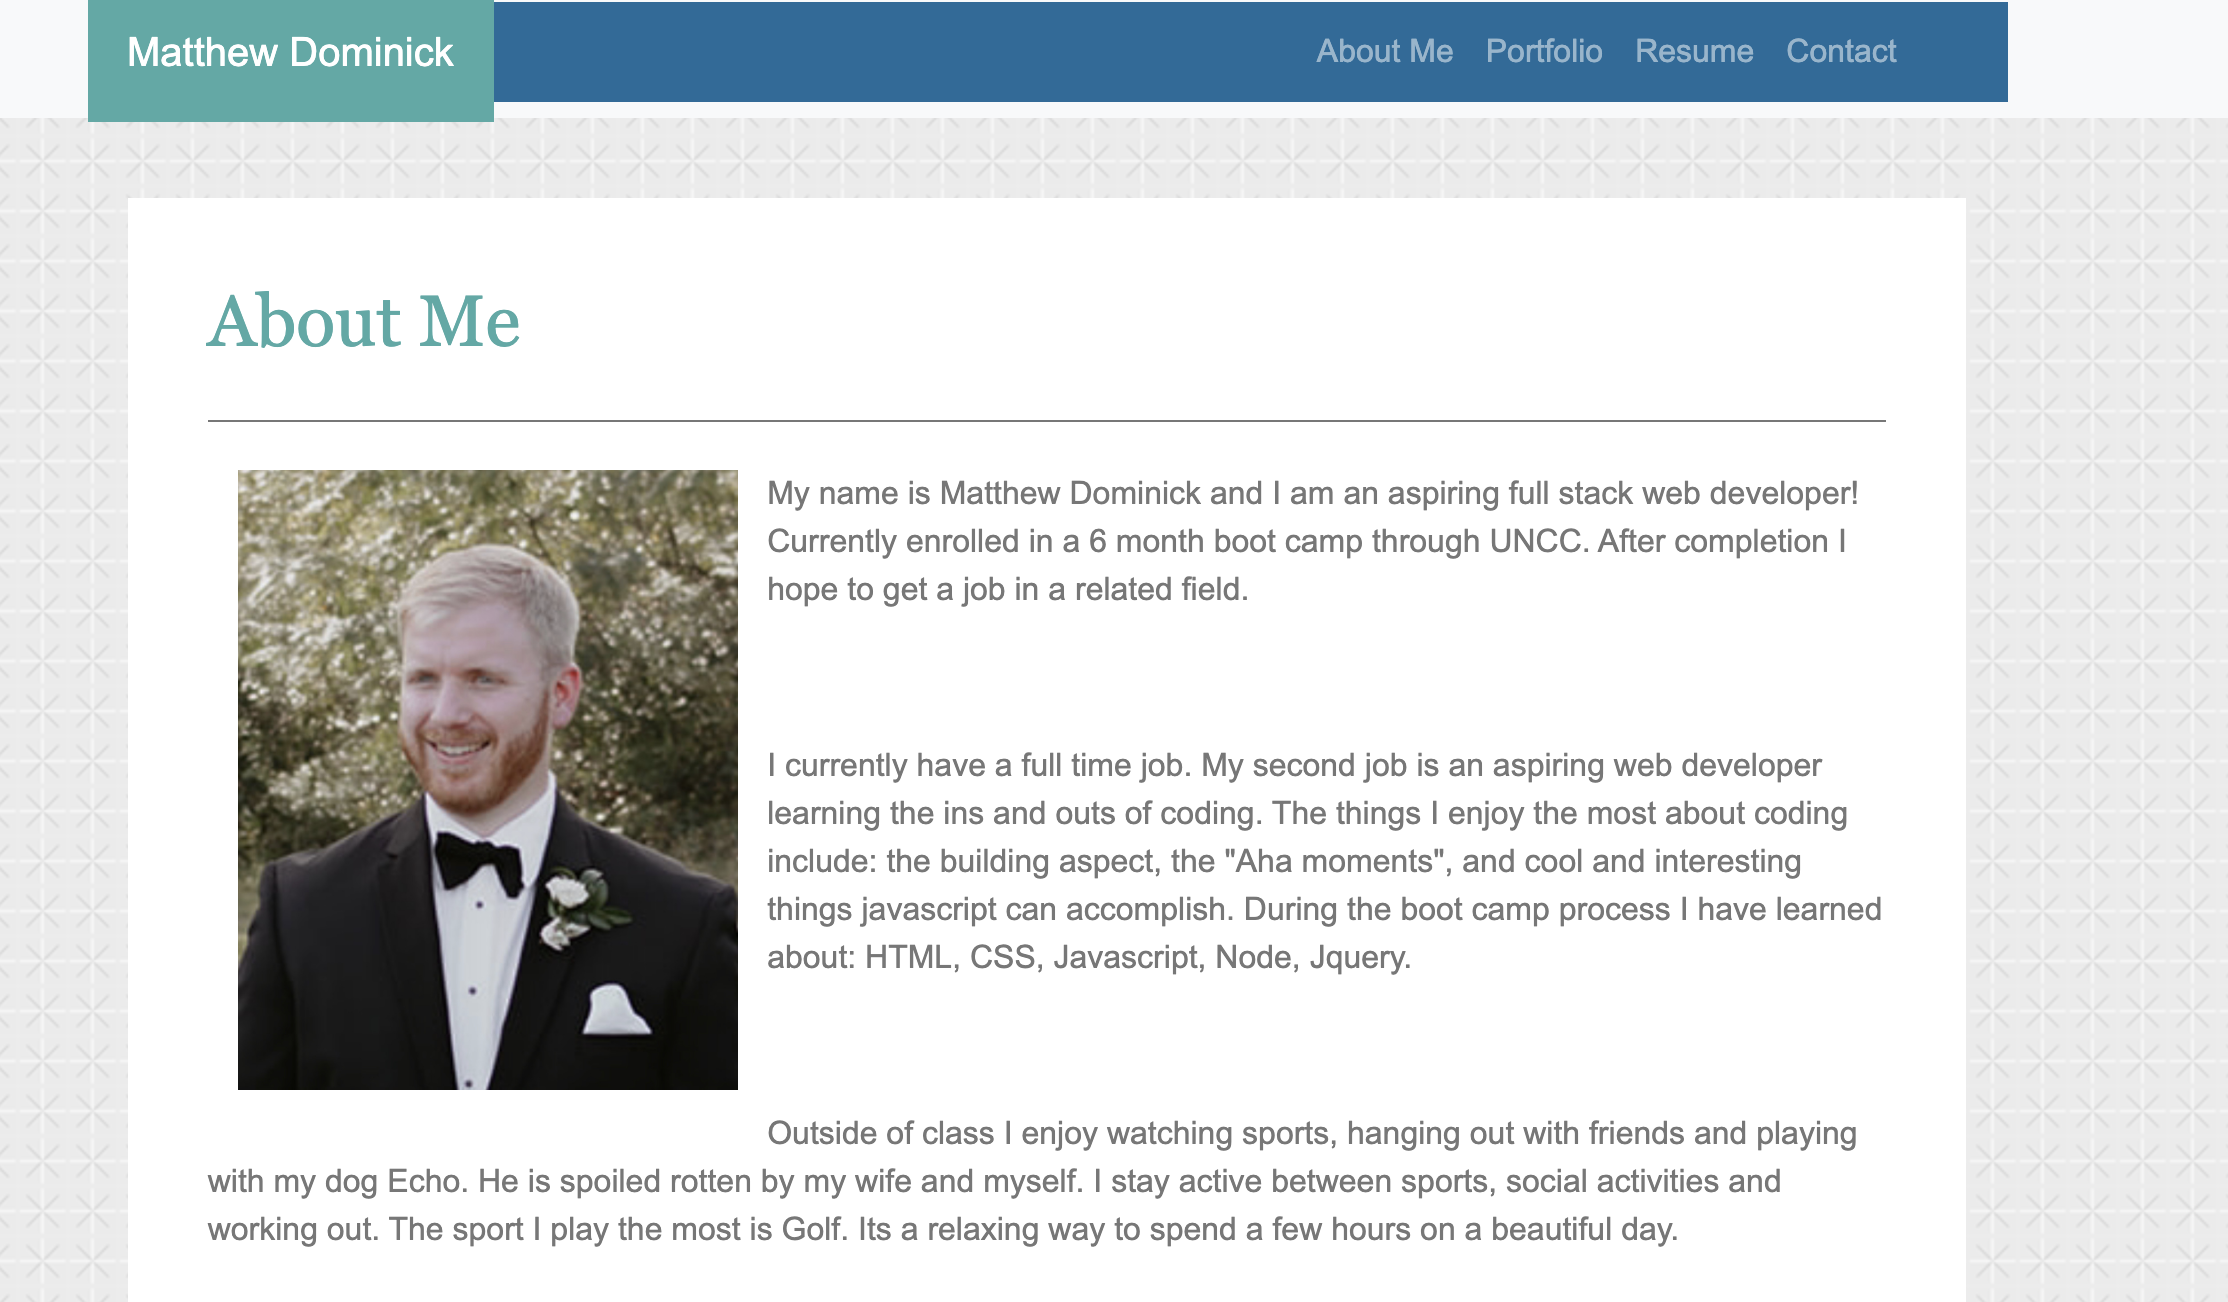 Matthew Dominick
About Me Portfolio Resume Contact
About Me
My name is Matthew Dominick and I am an aspiring full stack web developer!
Currently enrolled in a 6 month boot camp through UNCC. After completion I
hope to get a job in a related field.
I currently have a full time job. My second job is an aspiring web developer
learning the ins and outs of coding. The things I enjoy the most about coding
include: the building aspect, the "Aha moments", and cool and interesting
things javascript can accomplish. During the boot camp process I have learned
about: HTML, CSS, Javascript, Node, Jquery.
Outside of class I enjoy watching sports, hanging out with friends and playing
with my dog Echo. He is spoiled rotten by my wife and myself. I stay active between sports, social activities and
working out. The sport I play the most is Golf. Its a relaxing way to spend a few hours on a beautiful day.